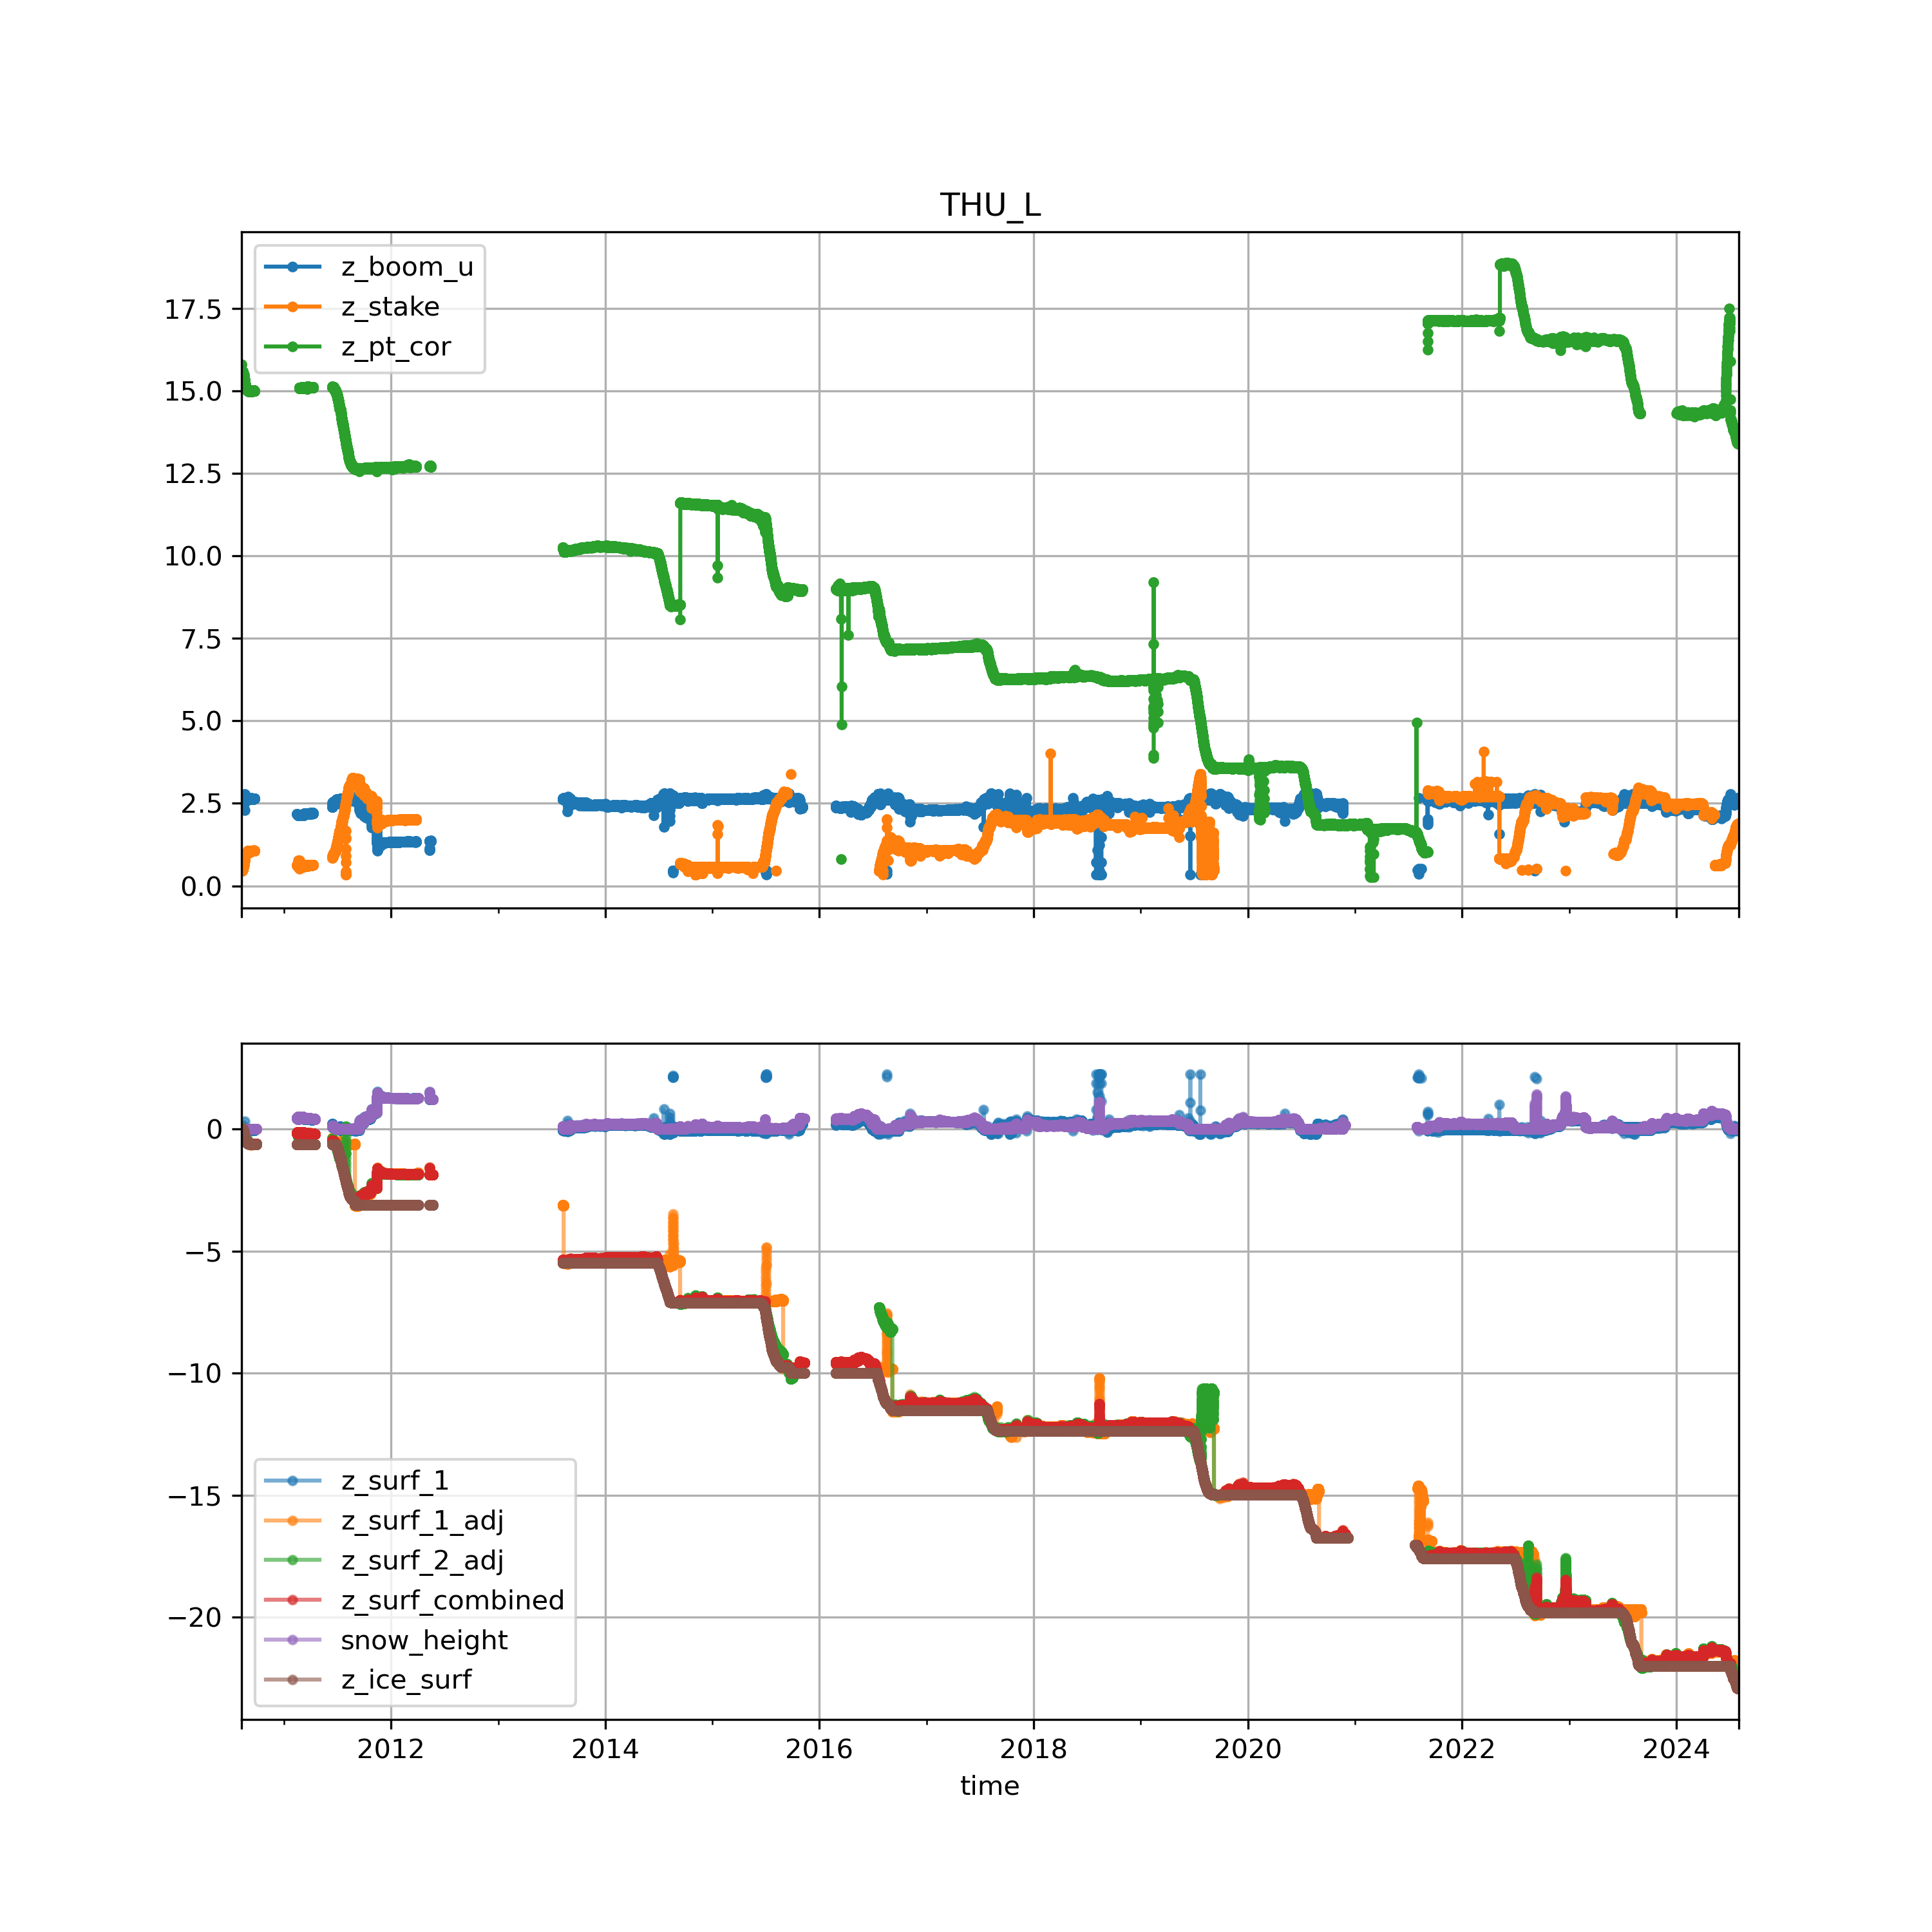 THU_L
z_boom_u
z_stake
z_pt_cor
17.5
15.0
12.5
10.0
7.5
5.0
2.5
0.0
0
−5
−10
−15
−20
z_surf_1
z_surf_1_adj
z_surf_2_adj
z_surf_combined
snow_height
z_ice_surf
2012 2014 2016 2018 2020 2022 2024
time